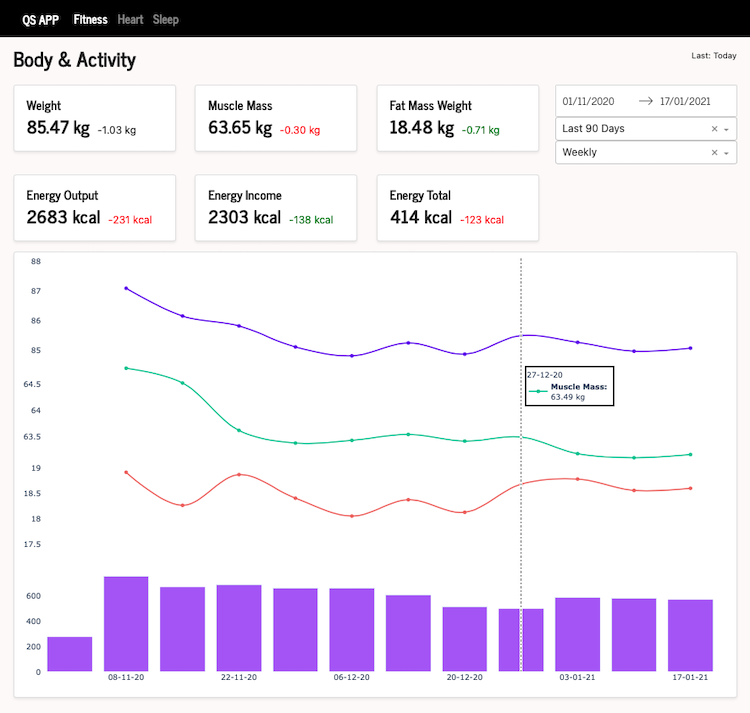 QS APP Fitness Heart Sleep
Body & Activity
Last: Today
Weight
85.47 kg -1.03 kg
Muscle Mass
63.65 kg -0.30 kg
Fat Mass Weight
18.48 kg -0.71 kg
01/11/2020 → 17/01/2021
Last 90 Days ×
Weekly ×
Energy Output
2683 kcal -231 kcal
Energy Income
2303 kcal -138 kcal
Energy Total
414 kcal -123 kcal
88
87
86
85
64.5
64
63.5
27-12-20
Muscle Mass:
63.49 kg
19
18.5
18
17.5
600
400
200
0
08-11-20 22-11-20 06-12-20 20-12-20 03-01-21 17-01-21